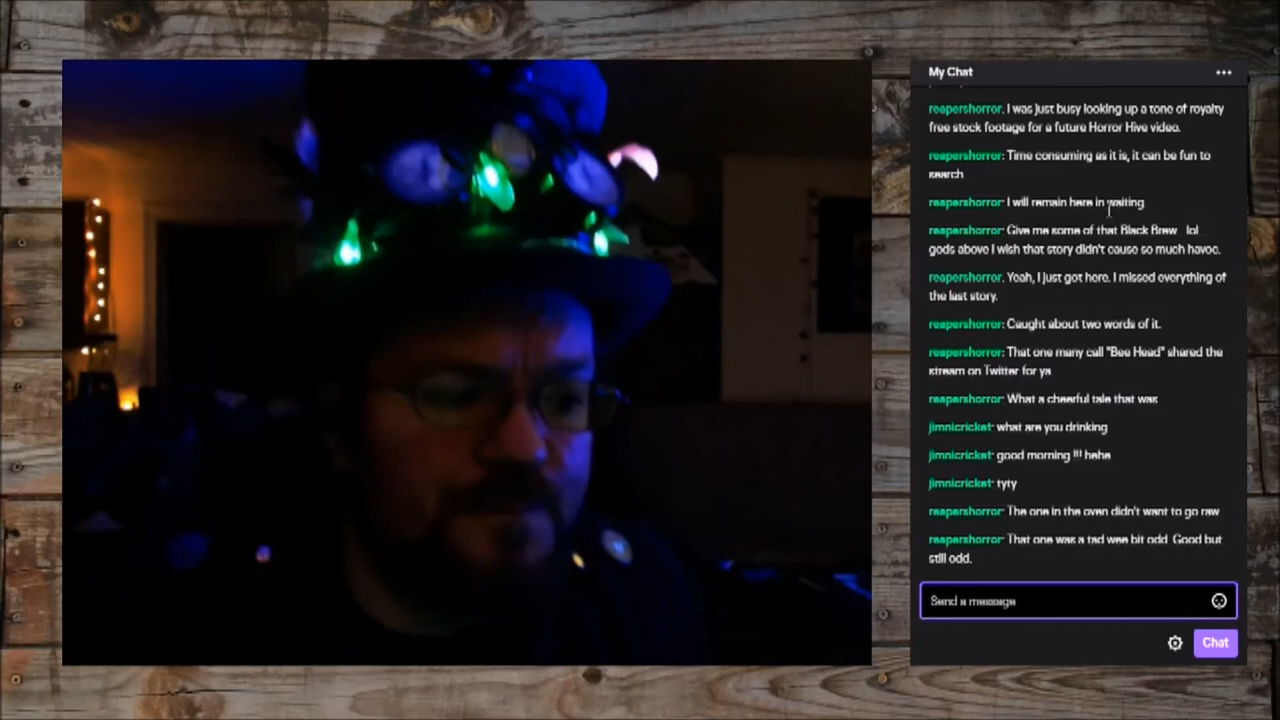 My Chat
reapershorror: I was just busy looking up a tone of royalty
free stock footage for a future Horror Hive video.
reapershorror: Time consuming as it is, it can be fun to
search
reapershorror: I will remain here in waiting
reapershorror: Give me some of that Black Brew lol
gods above I wish that story didn't cause so much havoc.
reapershorror: Yeah, I just got here. I missed everything of
the last story.
reapershorror: Caught about two words of it.
reapershorror: That one many call "Bee Head" shared the
stream on Twitter for ya
reapershorror: What a cheerful tale that was
jimnicricket: what are you drinking
jimnicricket: good morning !!! hehe
jimnicricket: tyty
reapershorror: The one in the oven didn't want to go raw
reapershorror: That one was a tad wee bit odd. Good but
still odd.
Send a message
Chat